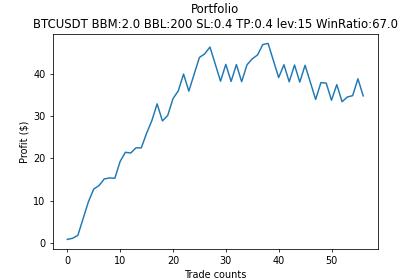 Portfolio
BTCUSDT BBM:2.0 BBL:200 SL:0.4 TP:0.4 lev:15 WinRatio:67.0
40
30
20
10
0
Profit ($)
0 10 20 30 40 50
Trade counts